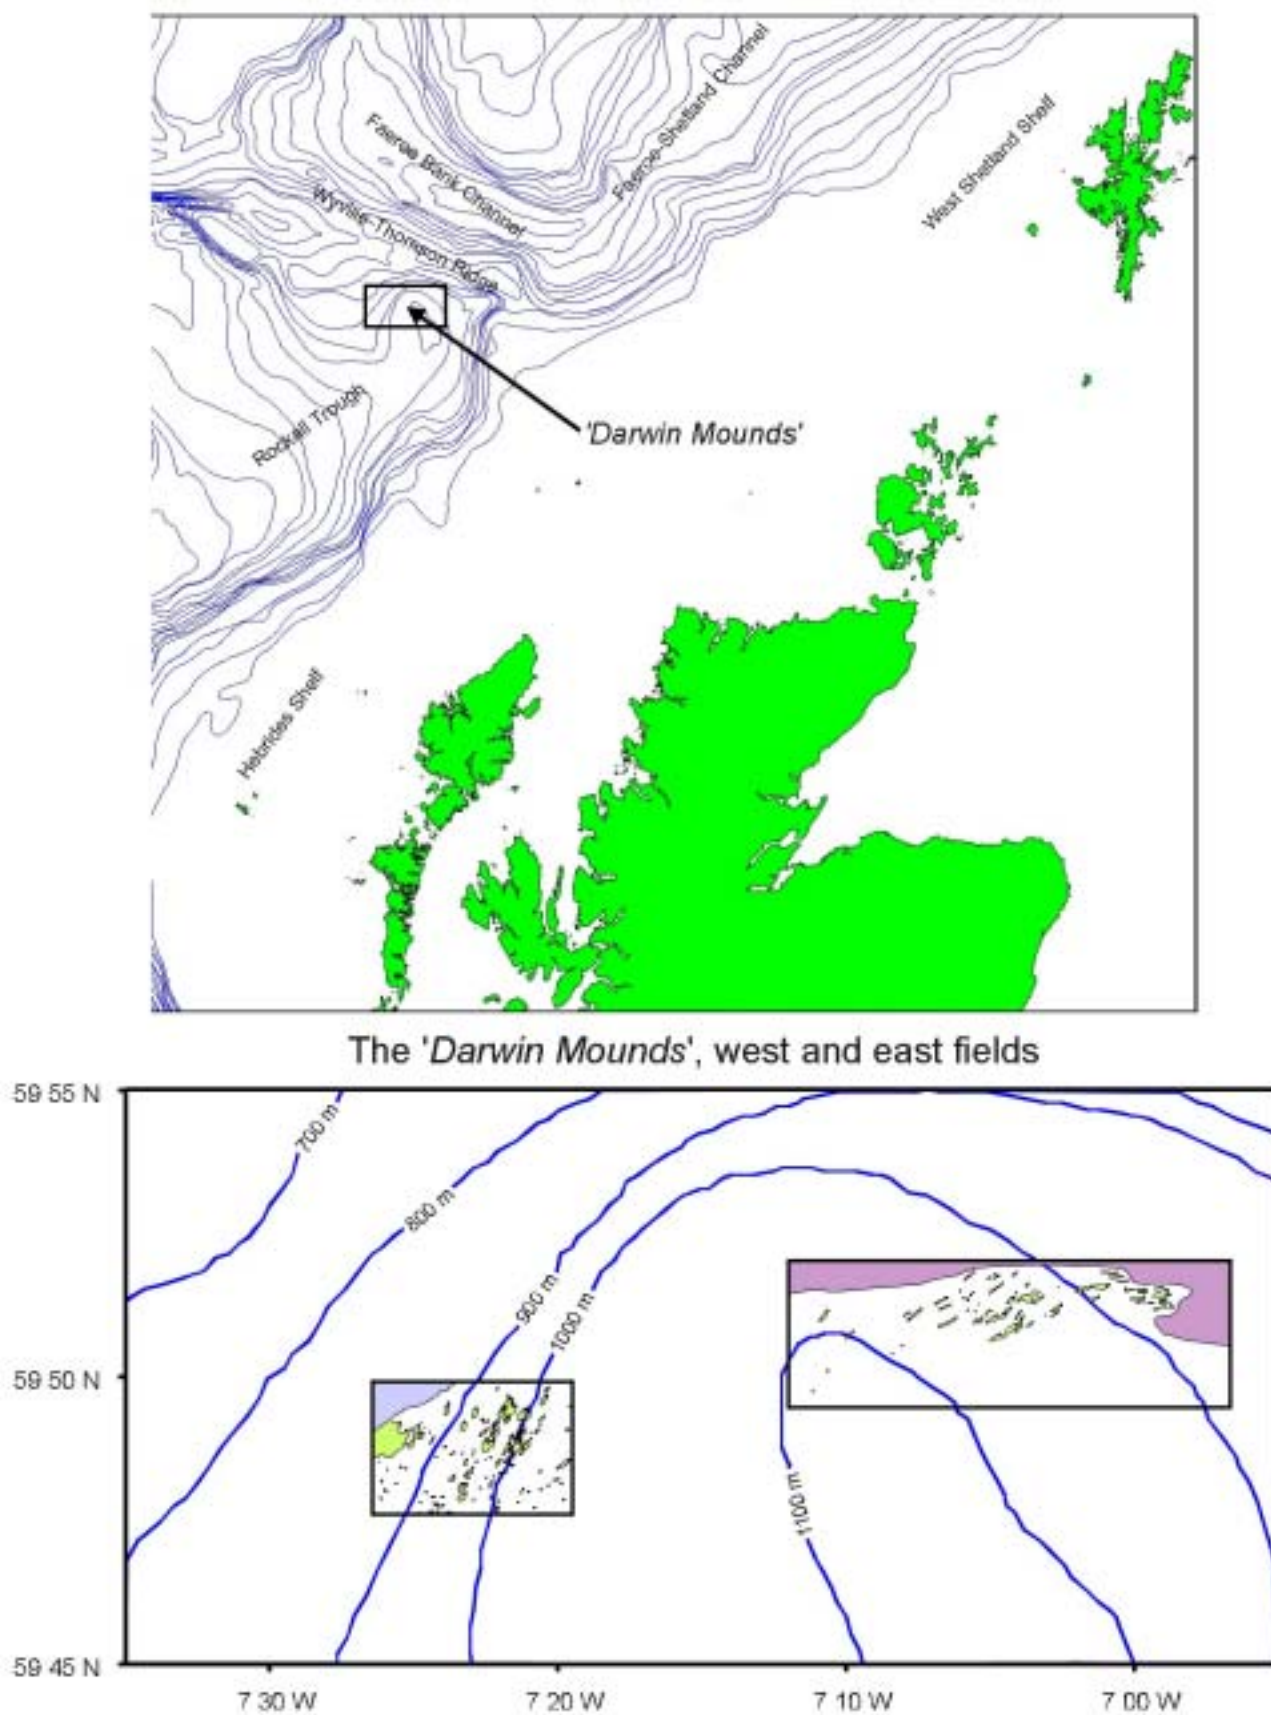 Faeroe Bank Channel
Faeroe-Shetland Channel
West Shetland Shelf
Wyville-Thomson Ridge
Rockall Trough
'Darwin Mounds'
Hebrides Shelf
The 'Darwin Mounds', west and east fields
59 55 N
700 m
800 m
900 m
1000 m
59 50 N
1100 m
59 45 N
7 30 W
7 20 W
7 10 W
7 00 W